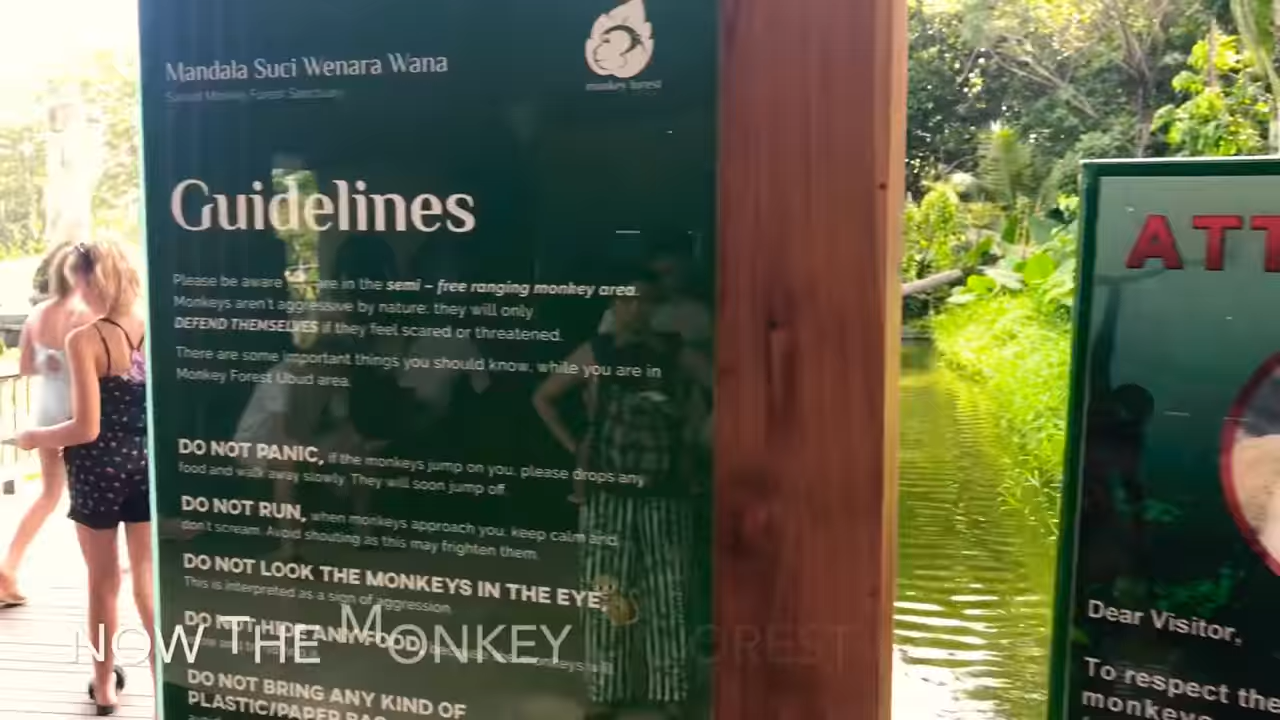 Mandala Suci Wenara Wana
Sacred Monkey Forest Sanctuary
monkey forest
Guidelines
Please be aware are in the semi – free ranging monkey area.
Monkeys aren't aggressive by nature: they will only
DEFEND THEMSELVES if they feel scared or threatened.
There are some important things you should know, while you are in
Monkey Forest Ubud area.
DO NOT PANIC, if the monkeys jump on you, please drops any
food and walk away slowly. They will soon jump off.
DO NOT RUN, when monkeys approach you, keep calm and
don't scream. Avoid shouting as this may frighten them.
DO NOT LOOK THE MONKEYS IN THE EYE,
This is interpreted as a sign of aggression
DO NOT HIDE ANY FOOD,
DO NOT BRING ANY KIND OF
PLASTIC/PAPER BAG
NOW THE MONKEY FOREST
ATT
Dear Visitor,
To respect the
monkeys